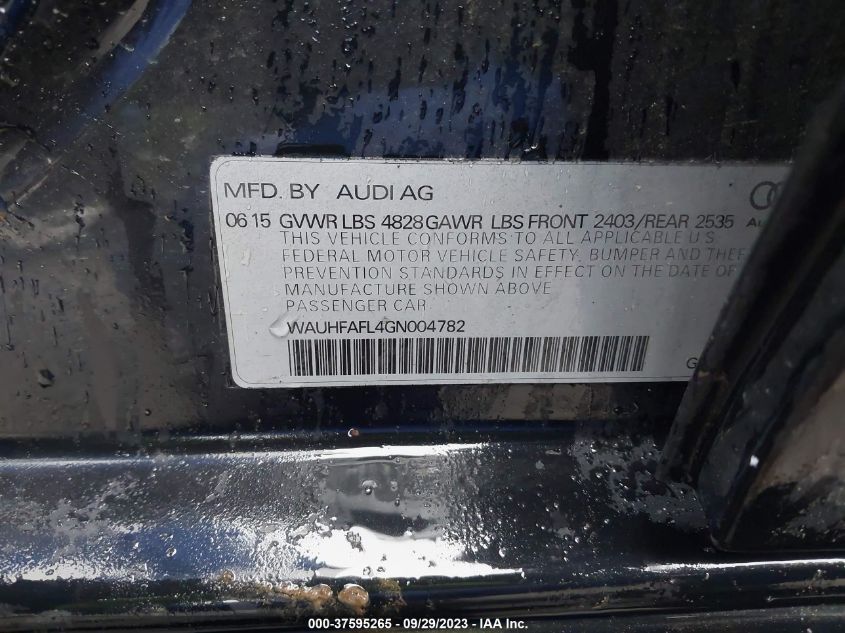 MFD. BY AUDI AG
06 15 GVWR LBS 4828 GAWR LBS FRONT 2403/REAR 2535
THIS VEHICLE CONFORMS TO ALL APPLICABLE U.S.
FEDERAL MOTOR VEHICLE SAFETY, BUMPER AND THEF
PREVENTION STANDARDS IN EFFECT ON THE DATE OF
MANUFACTURE SHOWN ABOVE
PASSENGER CAR
WAUHFAFL4GN004782
000-37595265 - 09/29/2023 - IAA Inc.